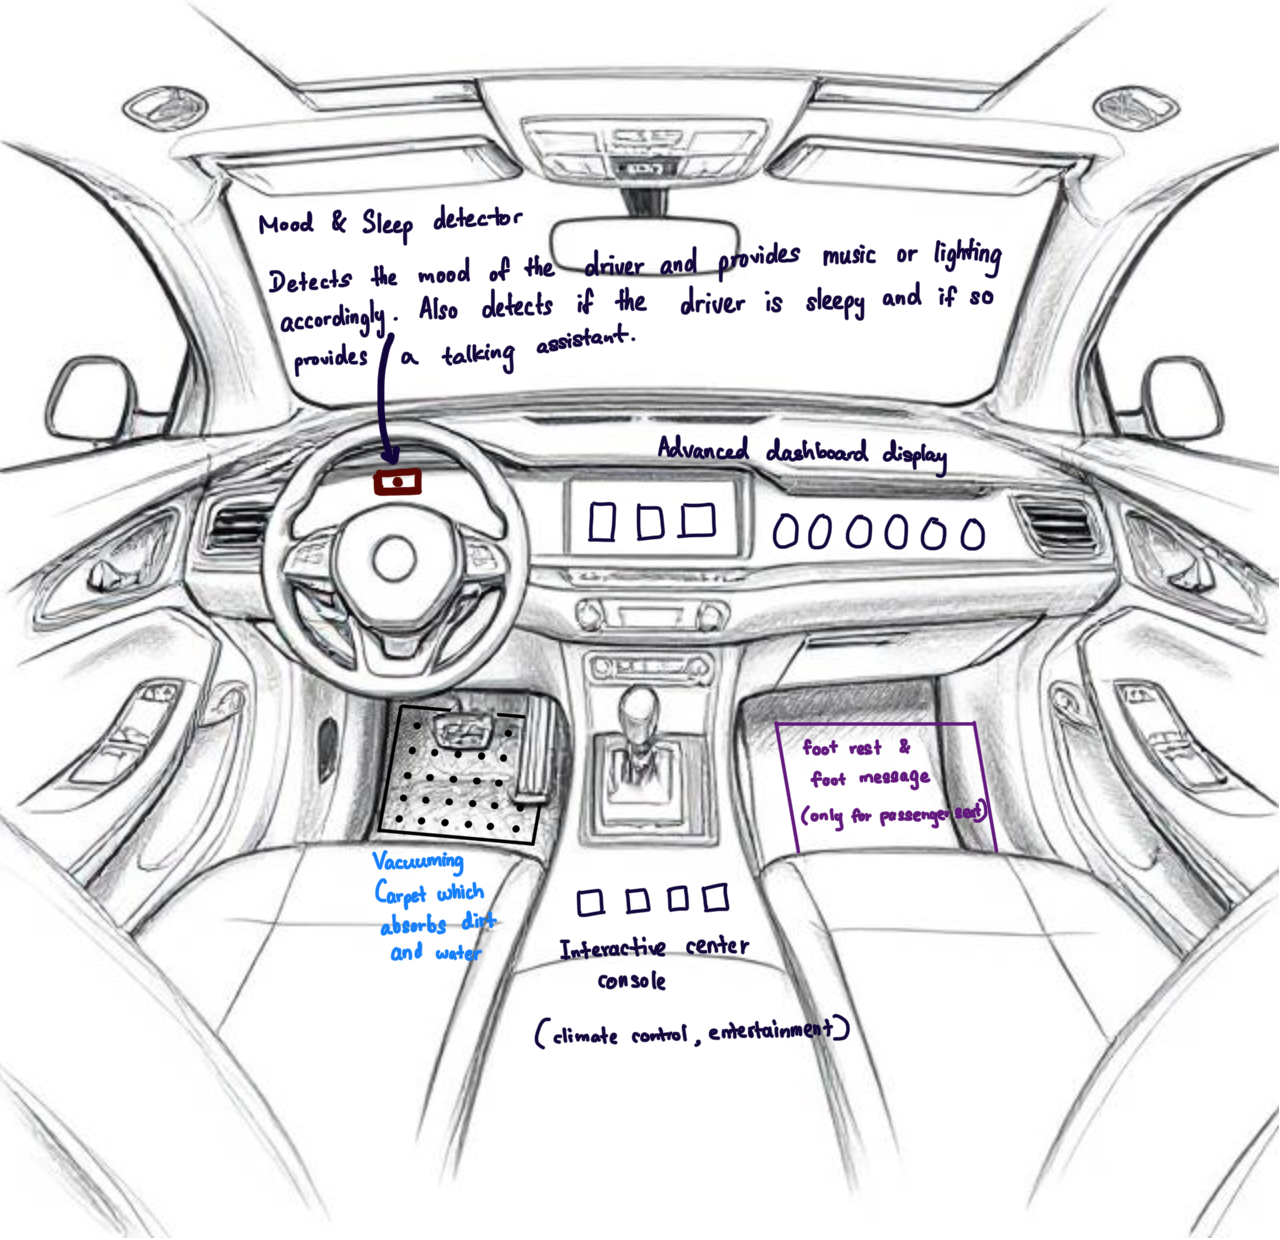 Mood & Sleep detector
Detects the mood of the driver and provides music or lighting
accordingly. Also detects if the driver is sleepy and if so
provides a talking assistant.
Advanced dashboard display
foot rest &
foot message
(only for passenger seat)
Vacuuming
Carpet which
absorbs dirt
and water
Interactive center
console
(climate control, entertainment)